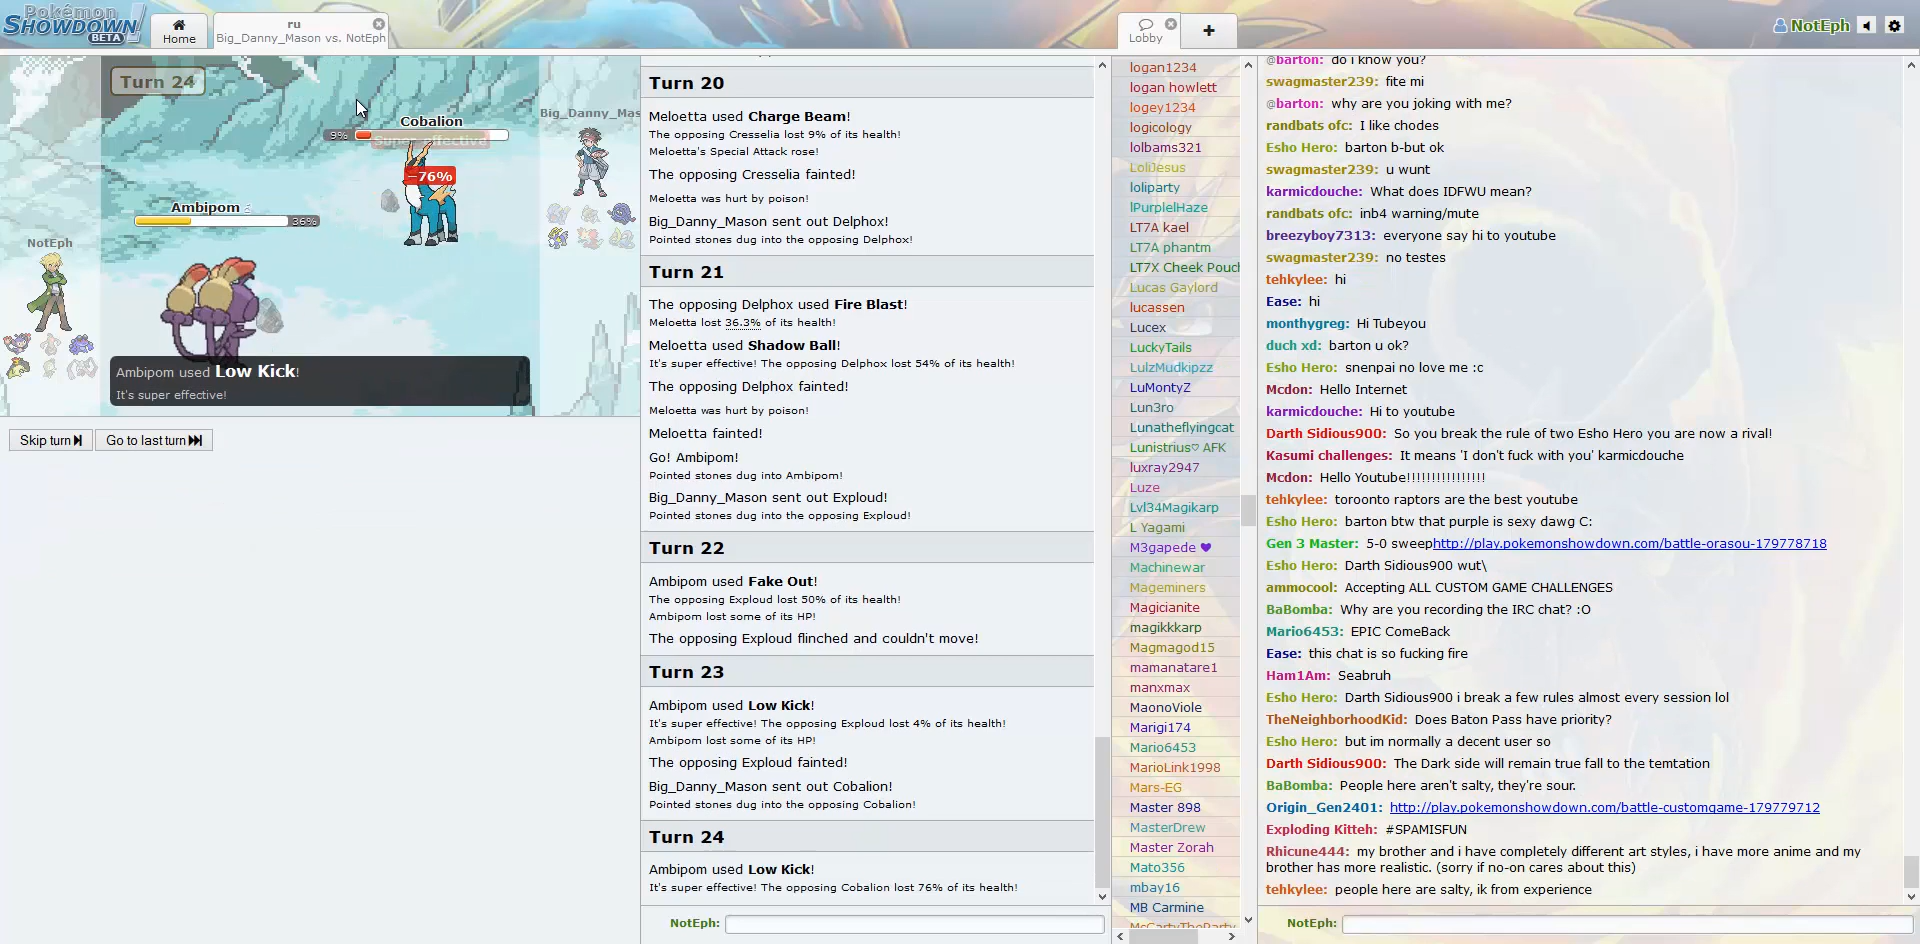 Pokémon
SHOWDOWN!
BETA
Home
ru
Big_Danny_Mason vs. NotEph
Lobby
+
NotEph
Turn 24
Cobalion
9%
Super effective
−76%
Big_Danny_Mas
Ambipom
36%
NotEph
Ambipom used Low Kick!
It's super effective!
Skip turn
Go to last turn
Turn 20
Meloetta used Charge Beam!
The opposing Cresselia lost 9% of its health!
Meloetta's Special Attack rose!
The opposing Cresselia fainted!
Meloetta was hurt by poison!
Big_Danny_Mason sent out Delphox!
Pointed stones dug into the opposing Delphox!
Turn 21
The opposing Delphox used Fire Blast!
Meloetta lost 36.3% of its health!
Meloetta used Shadow Ball!
It's super effective! The opposing Delphox lost 54% of its health!
The opposing Delphox fainted!
Meloetta was hurt by poison!
Meloetta fainted!
Go! Ambipom!
Pointed stones dug into Ambipom!
Big_Danny_Mason sent out Exploud!
Pointed stones dug into the opposing Exploud!
Turn 22
Ambipom used Fake Out!
The opposing Exploud lost 50% of its health!
Ambipom lost some of its HP!
The opposing Exploud flinched and couldn't move!
Turn 23
Ambipom used Low Kick!
It's super effective! The opposing Exploud lost 4% of its health!
Ambipom lost some of its HP!
The opposing Exploud fainted!
Big_Danny_Mason sent out Cobalion!
Pointed stones dug into the opposing Cobalion!
Turn 24
Ambipom used Low Kick!
It's super effective! The opposing Cobalion lost 76% of its health!
NotEph:
logan1234
logan howlett
logey1234
logicology
lolbams321
LoliJesus
loliparty
lPurplelHaze
LT7A kael
LT7A phantm
LT7X Cheek Pouch
Lucas Gaylord
lucassen
Lucex
LuckyTails
LulzMudkipzz
LuMontyZ
Lun3ro
Lunatheflyingcat
Lunistrius♡ AFK
luxray2947
Luze
Lvl34Magikarp
L Yagami
M3gapede ♥
Machinewar
Mageminers
Magicianite
magikkkarp
Magmagod15
mamanatare1
manxmax
MaonoViole
Marigi174
Mario6453
MarioLink1998
Mars-EG
Master 898
MasterDrew
Master Zorah
Mato356
mbay16
MB Carmine
McCartyTheParty
@barton: do i know you?
swagmaster239: fite mi
@barton: why are you joking with me?
randbats ofc: I like chodes
Esho Hero: barton b-but ok
swagmaster239: u wunt
karmicdouche: What does IDFWU mean?
randbats ofc: inb4 warning/mute
breezyboy7313: everyone say hi to youtube
swagmaster239: no testes
tehkylee: hi
Ease: hi
monthygreg: Hi Tubeyou
duch xd: barton u ok?
Esho Hero: snenpai no love me :c
Mcdon: Hello Internet
karmicdouche: Hi to youtube
Darth Sidious900: So you break the rule of two Esho Hero you are now a rival!
Kasumi challenges: It means 'I don't fuck with you' karmicdouche
Mcdon: Hello Youtube!!!!!!!!!!!!!!!!
tehkylee: toroonto raptors are the best youtube
Esho Hero: barton btw that purple is sexy dawg C:
Gen 3 Master: 5-0 sweephttp://play.pokemonshowdown.com/battle-orasou-179778718
Esho Hero: Darth Sidious900 wut\
ammocool: Accepting ALL CUSTOM GAME CHALLENGES
BaBomba: Why are you recording the IRC chat? :O
Mario6453: EPIC ComeBack
Ease: this chat is so fucking fire
Ham1Am: Seabruh
Esho Hero: Darth Sidious900 i break a few rules almost every session lol
TheNeighborhoodKid: Does Baton Pass have priority?
Esho Hero: but im normally a decent user so
Darth Sidious900: The Dark side will remain true fall to the temtation
BaBomba: People here aren't salty, they're sour.
Origin_Gen2401: http://play.pokemonshowdown.com/battle-customgame-179779712
Exploding Kitteh: #SPAMISFUN
Rhicune444: my brother and i have completely different art styles, i have more anime and my
brother has more realistic. (sorry if no-on cares about this)
tehkylee: people here are salty, ik from experience
NotEph: